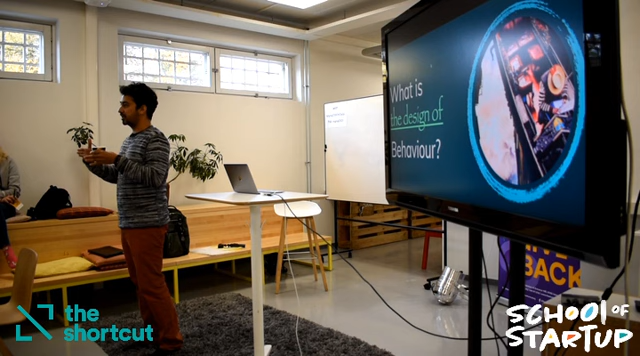 What is
the design of
Behaviour?
BACK
the
shortcut
SCHOOL OF
STARTUP